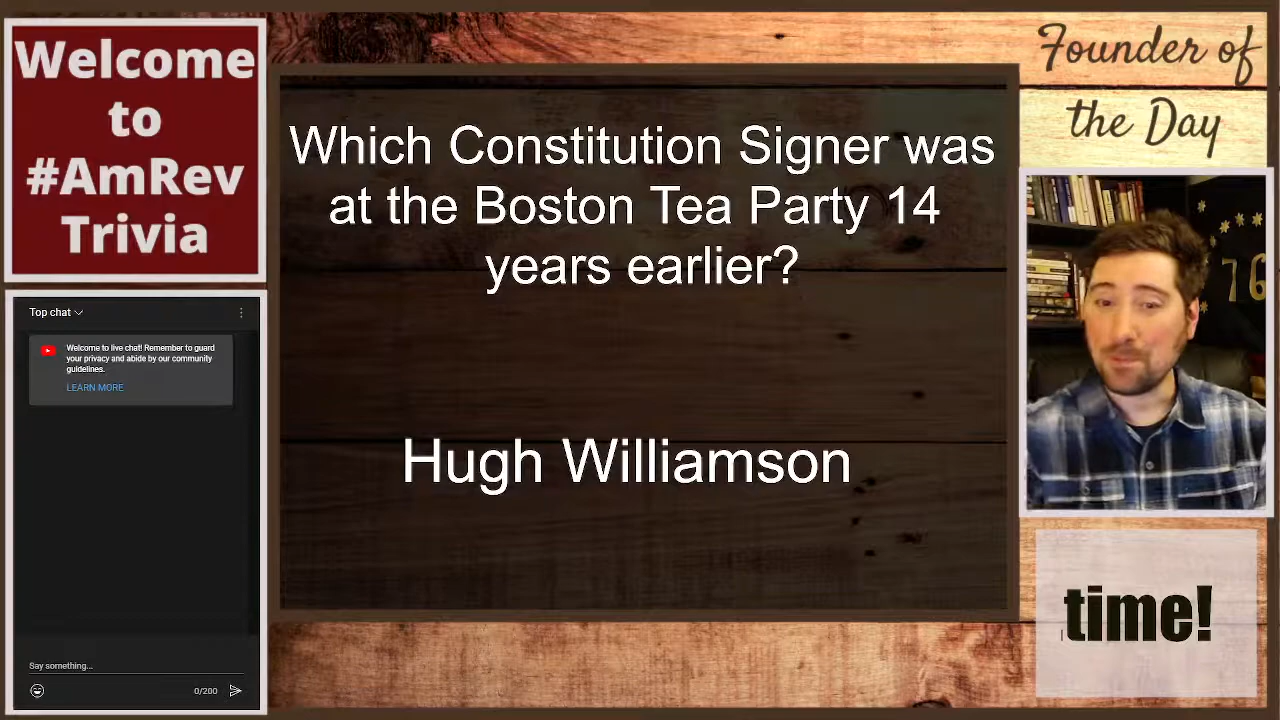 Welcome
to
#AmRev
Trivia
Founder of
the Day
Which Constitution Signer was
at the Boston Tea Party 14
years earlier?
76
Top chat
Welcome to live chat! Remember to guard
your privacy and abide by our community
guidelines.
LEARN MORE
Hugh Williamson
time!
Say something...
0/200